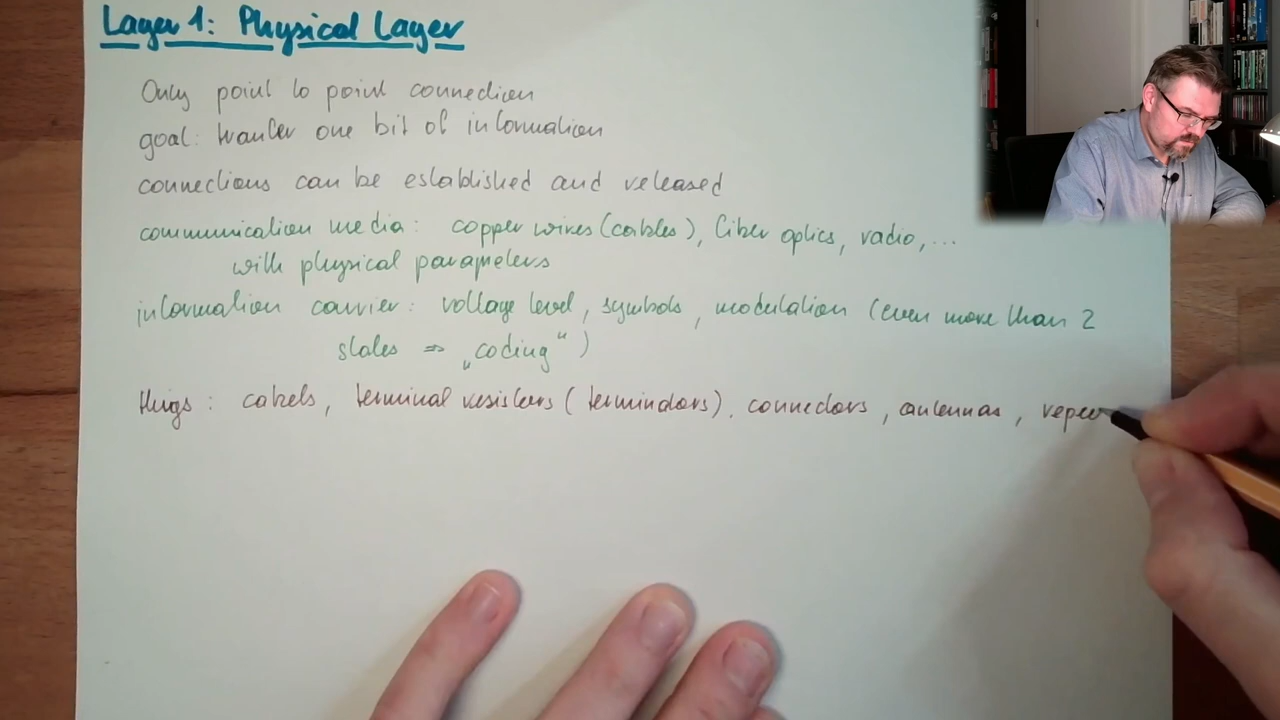 Layer 1: Physical Layer
Only point to point connection
goal: transfer one bit of information
connections can be established and released
communication media: copper wires (cables), fiber optics, radio, ...
with physical parameters
information carrier: voltage level, symbols, modulation (even more than 2
states ⇒ „coding“)
things: cabels, terminal resisters (terminators), connectors, antennas, repea